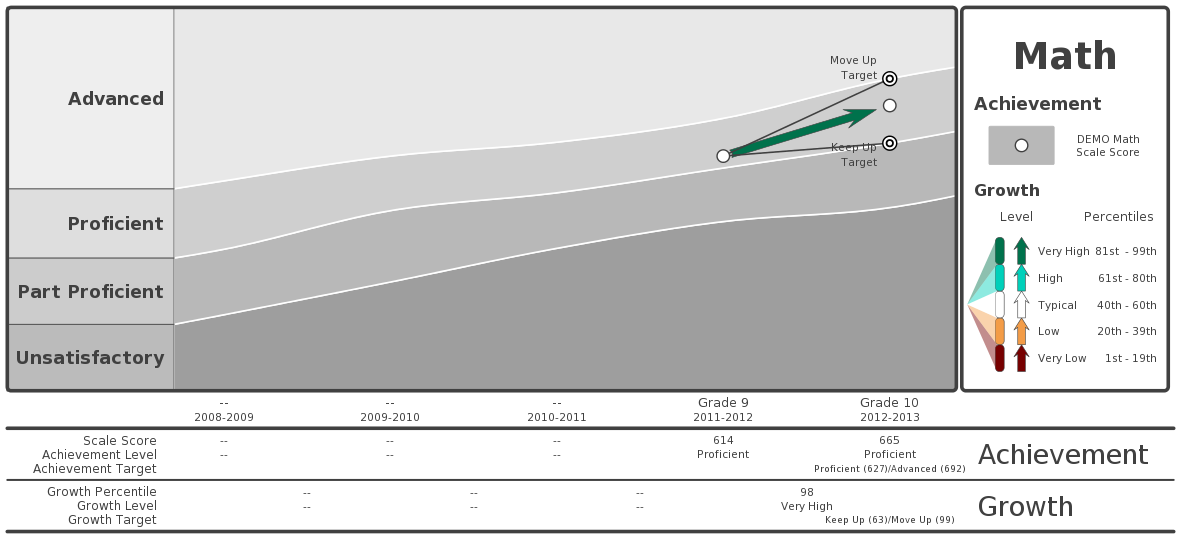 Advanced
Proficient
Part Proficient
Unsatisfactory
Move Up
Target
Keep Up
Target
Math
Achievement
DEMO Math
Scale Score
Growth
Level Percentiles
Very High 81st - 99th
High 61st - 80th
Typical 40th - 60th
Low 20th - 39th
Very Low 1st - 19th
-- -- -- Grade 9 Grade 10
2008-2009 2009-2010 2010-2011 2011-2012 2012-2013
Scale Score -- -- -- 614 665
Achievement Level -- -- -- Proficient Proficient
Achievement Target Proficient (627)/Advanced (692)
Achievement
Growth Percentile -- -- -- 98
Growth Level -- -- -- Very High
Growth Target Keep Up (63)/Move Up (99)
Growth